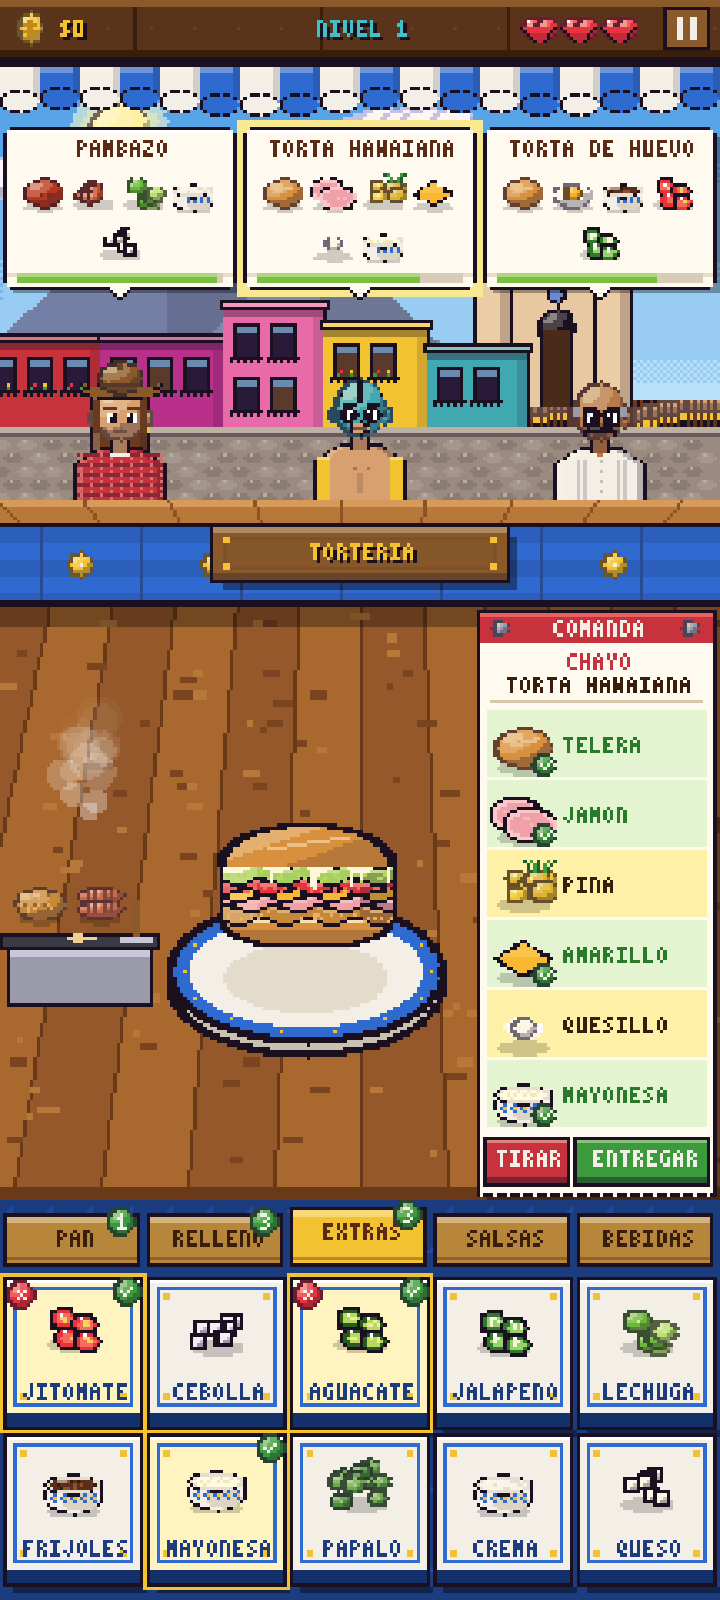 $0
NIVEL 1
PAMBAZO
TORTA HAWAIANA
TORTA DE HUEVO
TORTERIA
COMANDA
CHAYO
TORTA HAWAIANA
TELERA
JAMON
PINA
AMARILLO
QUESILLO
MAYONESA
TIRAR
ENTREGAR
PAN
1
RELLENO
3
EXTRAS
3
SALSAS
BEBIDAS
JITOMATE
CEBOLLA
AGUACATE
JALAPENO
LECHUGA
FRIJOLES
MAYONESA
PAPALO
CREMA
QUESO